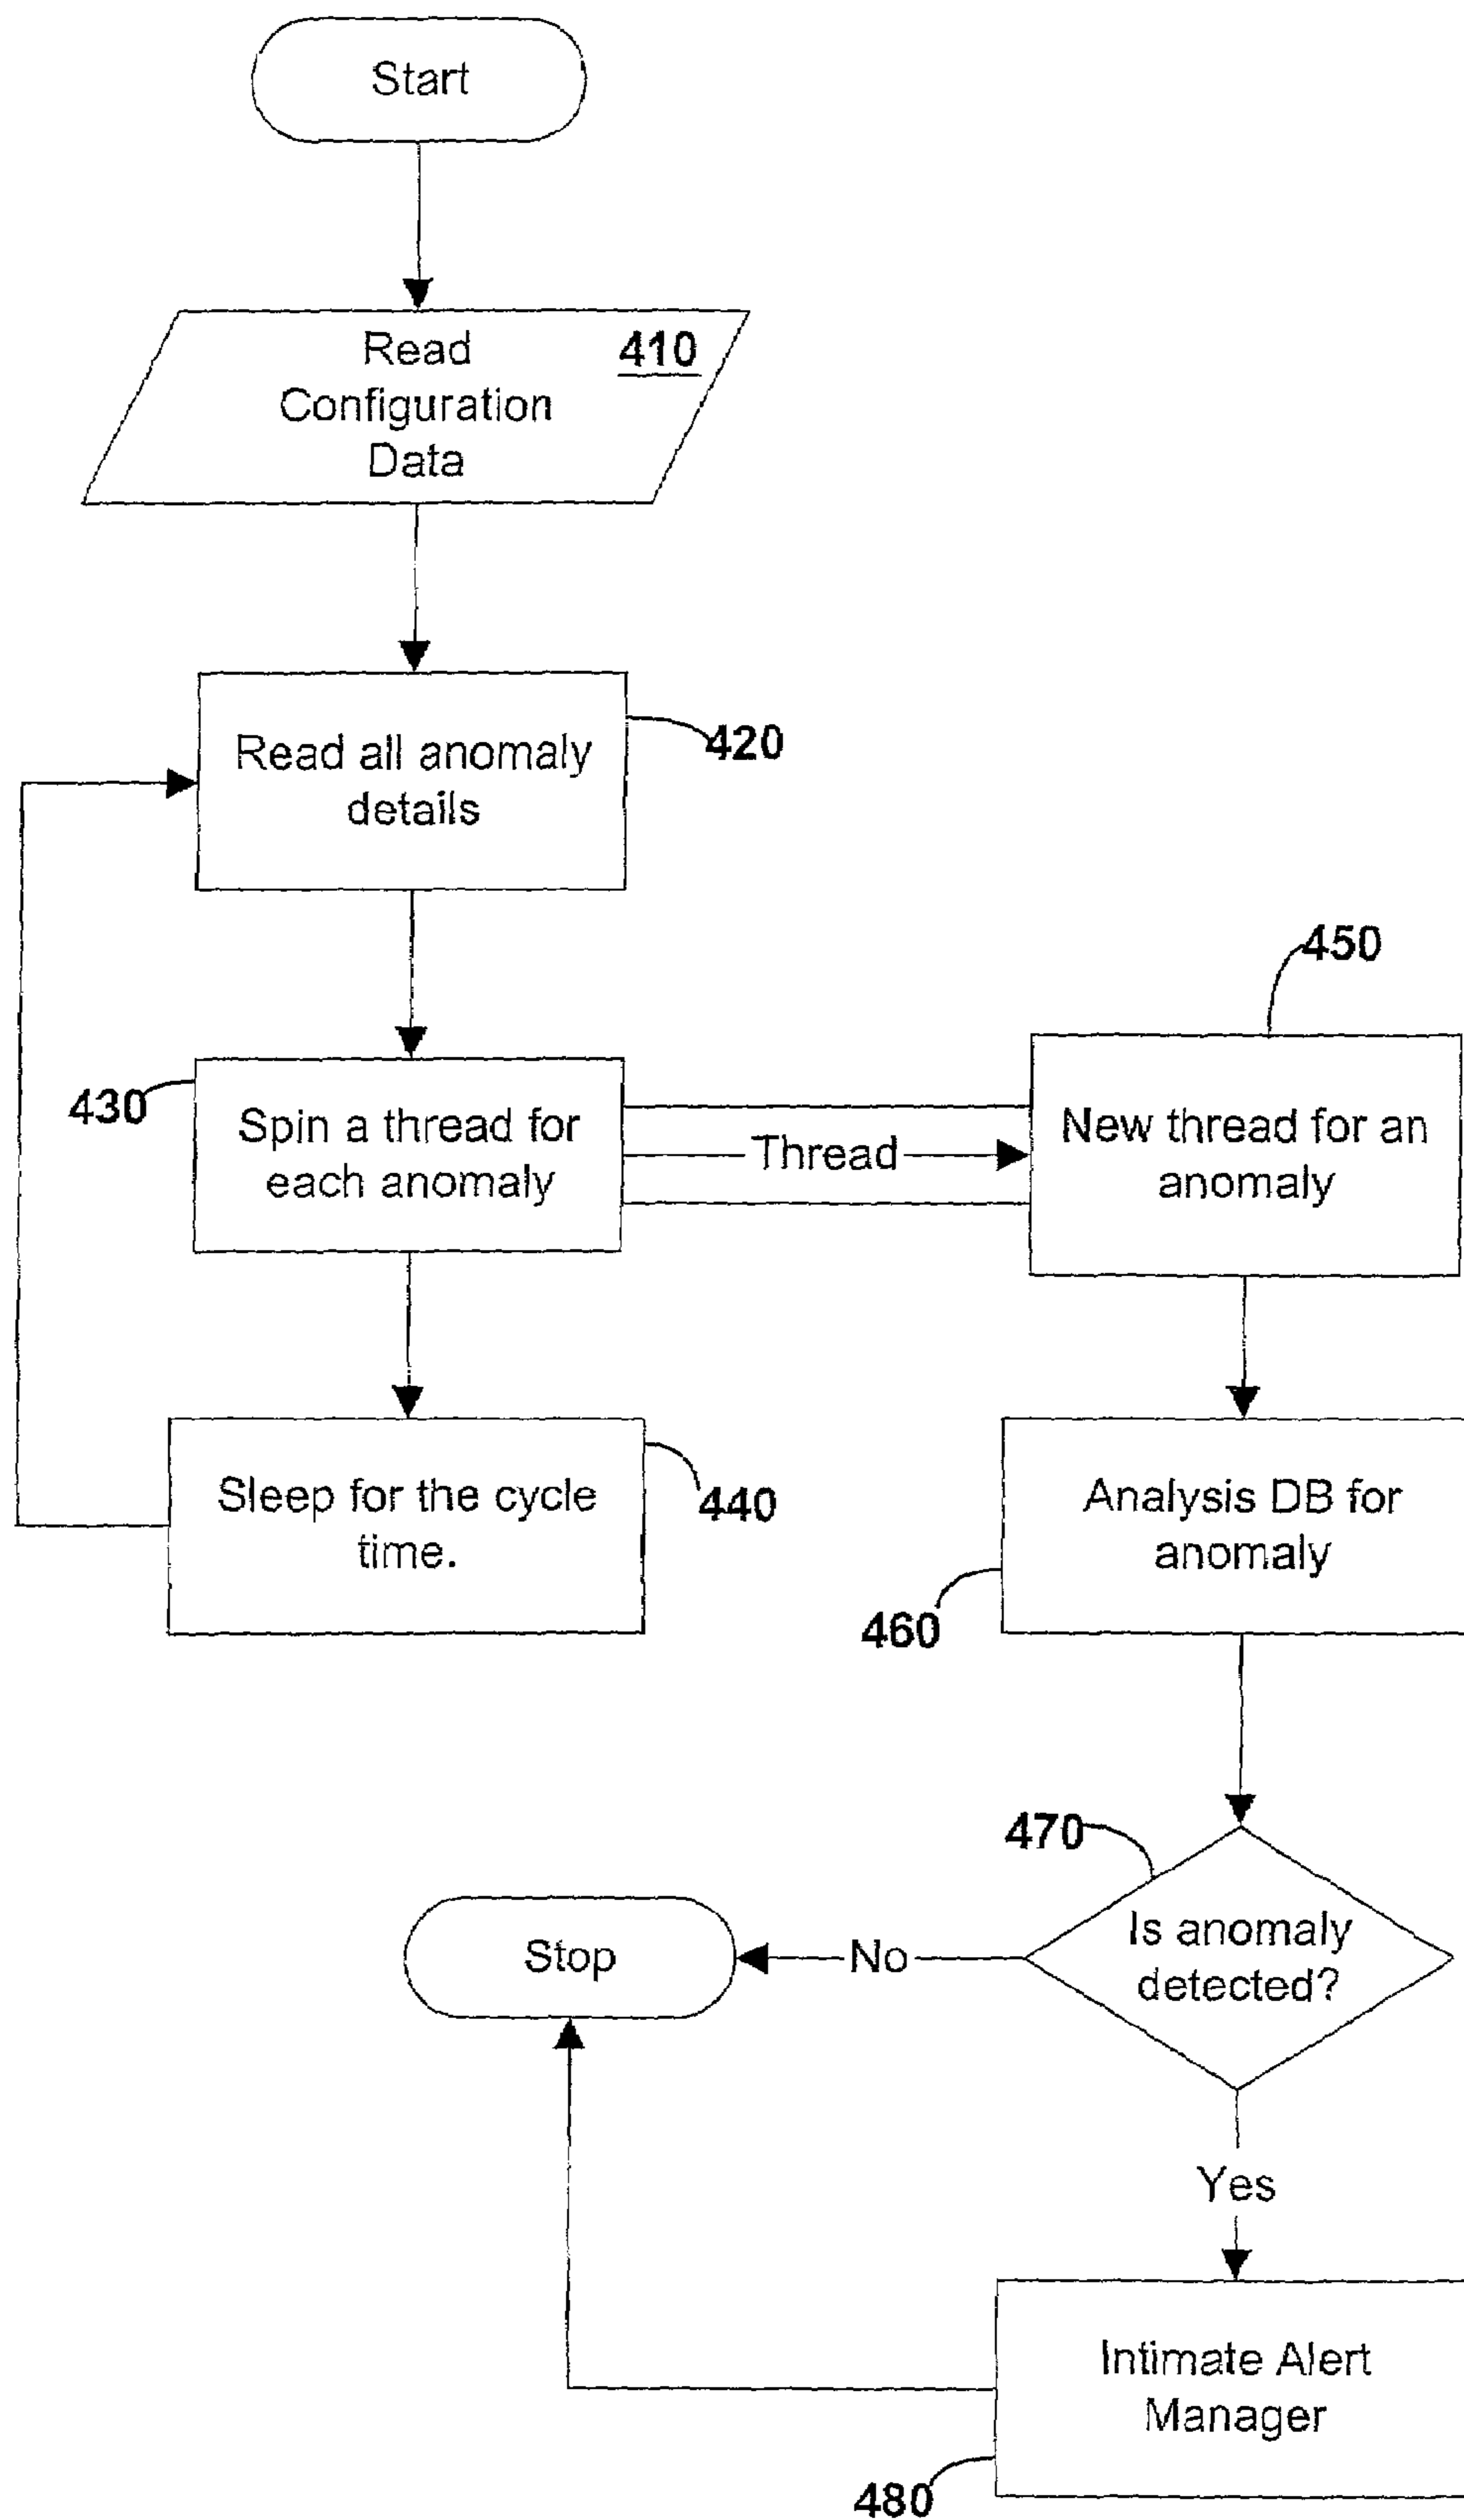 Start
Read
Configuration
Data
410
Read all anomaly
details
420
450
430
Spin a thread for
each anomaly
Thread
New thread for an
anomaly
Sleep for the cycle
time.
440
Analysis DB for
anomaly
460
470
Is anomaly
detected?
No
Stop
Yes
Intimate Alert
Manager
480